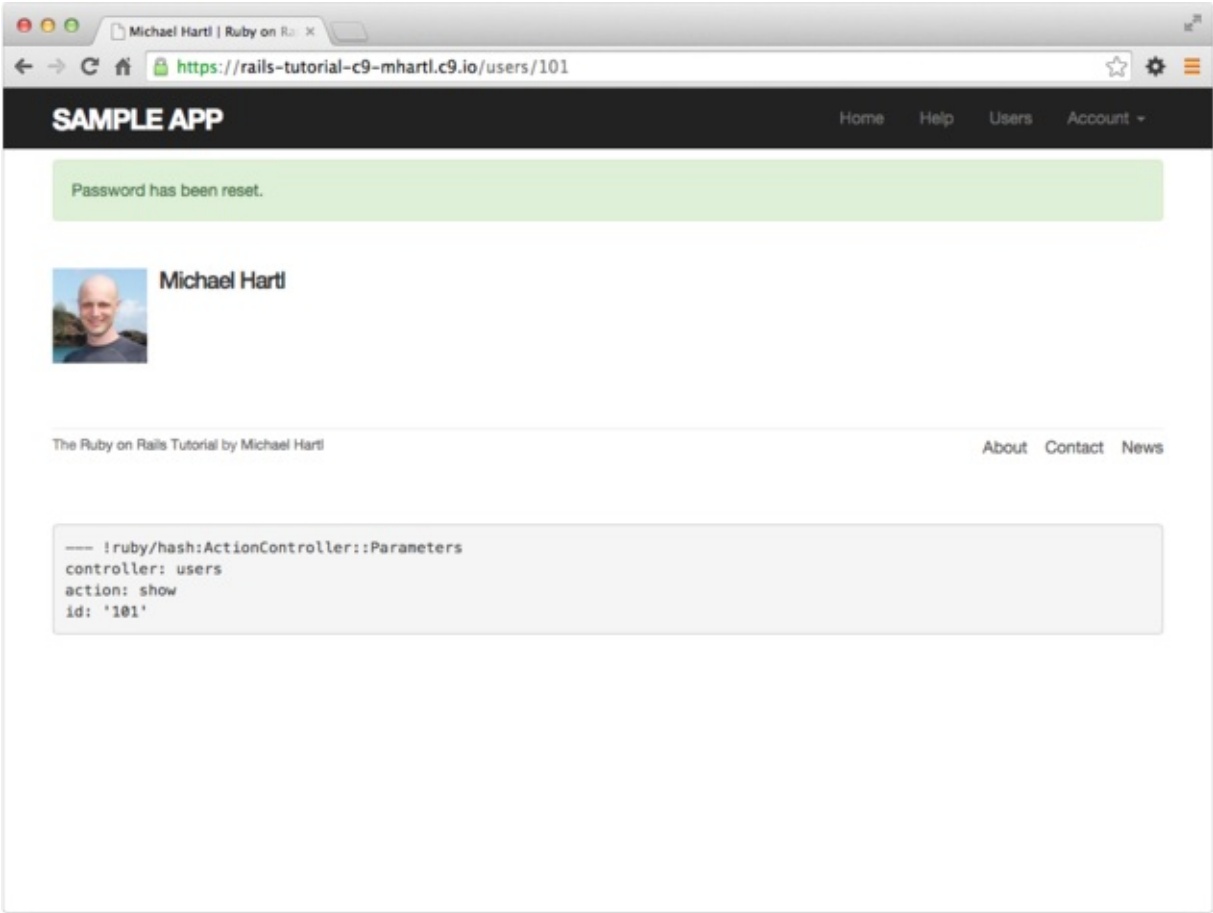 Michael Hartl | Ruby on Ra
https://rails-tutorial-c9-mhartl.c9.io/users/101
SAMPLE APP
Home Help Users Account
Password has been reset.
Michael Hartl
The Ruby on Rails Tutorial by Michael Hartl
About Contact News
--- !ruby/hash:ActionController::Parameters
controller: users
action: show
id: '101'